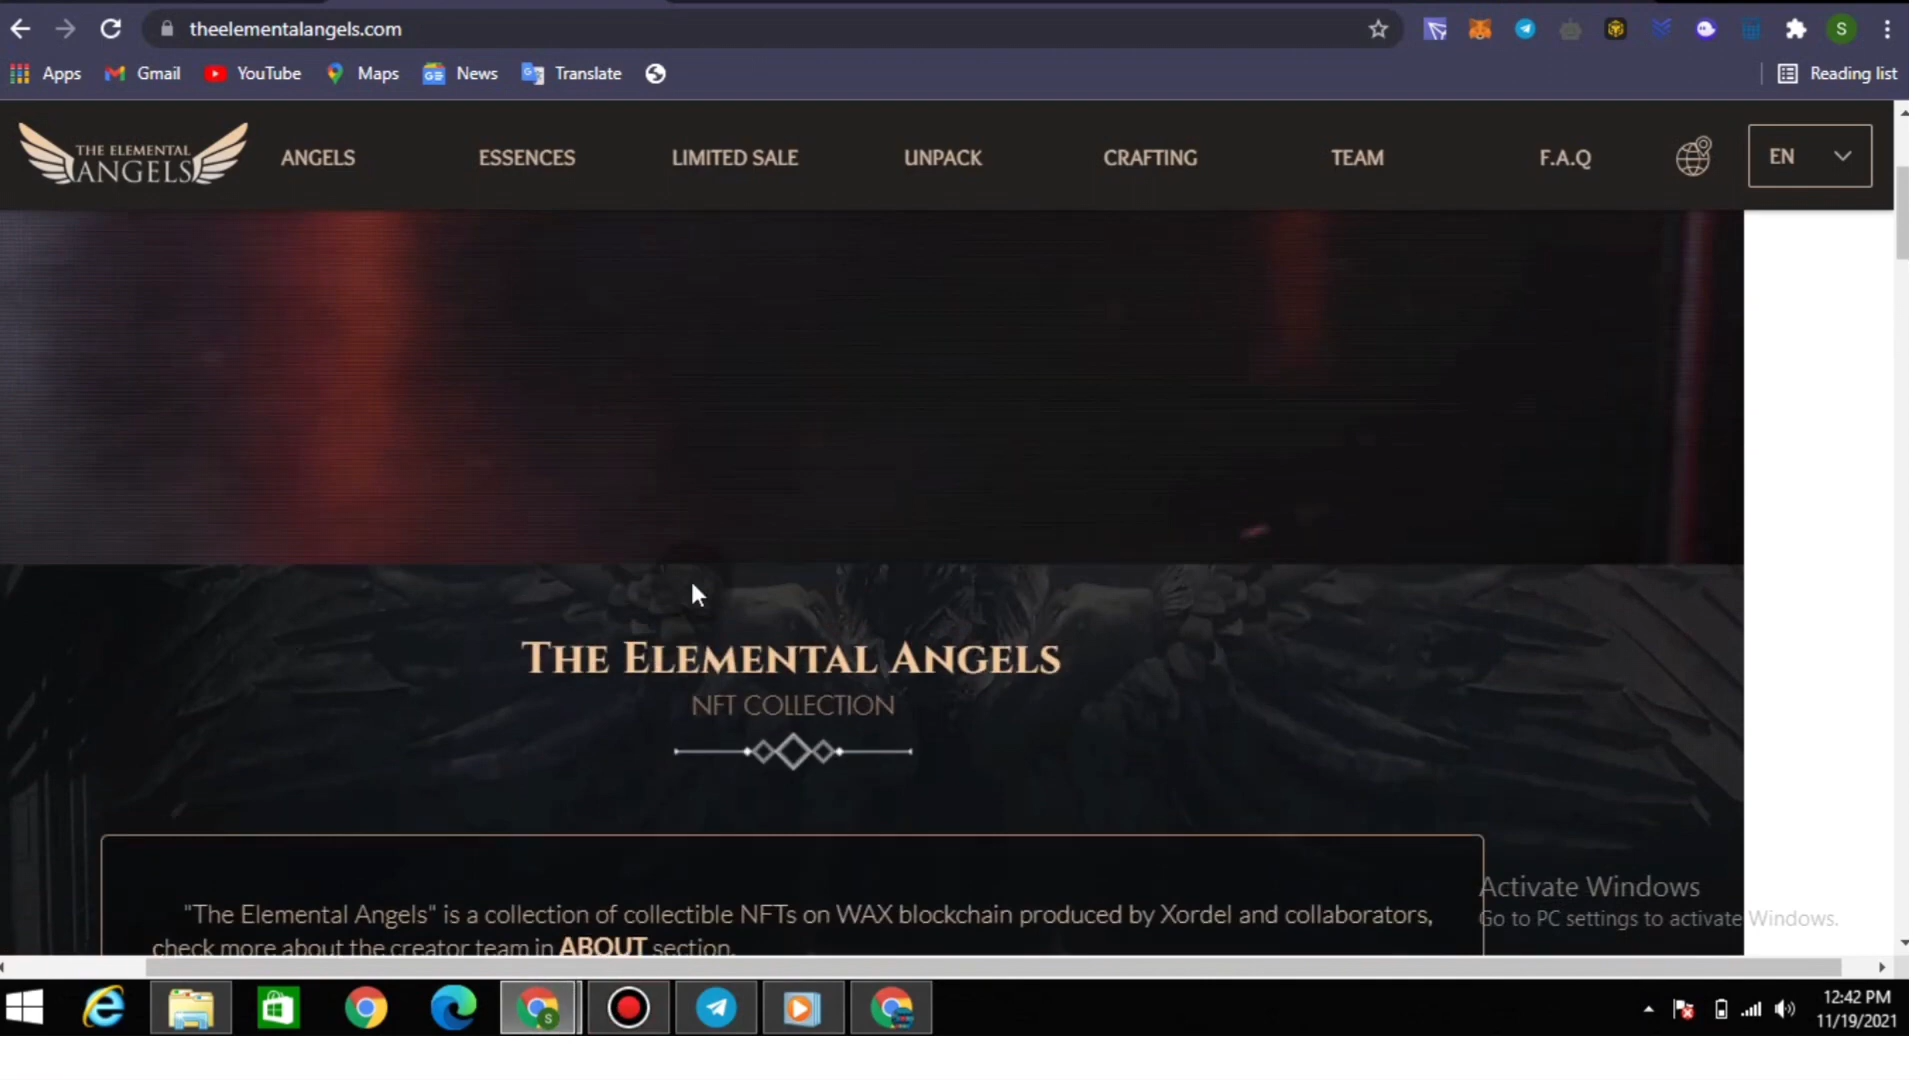 theelementalangels.com
S
Apps Gmail YouTube Maps News Translate Reading list
THE ELEMENTAL
ANGELS
ANGELS ESSENCES LIMITED SALE UNPACK CRAFTING TEAM F.A.Q EN
THE ELEMENTAL ANGELS
NFT COLLECTION
"The Elemental Angels" is a collection of collectible NFTs on WAX blockchain produced by Xordel and collaborators,
check more about the creator team in ABOUT section.
Activate Windows
Go to PC settings to activate Windows.
12:42 PM
11/19/2021